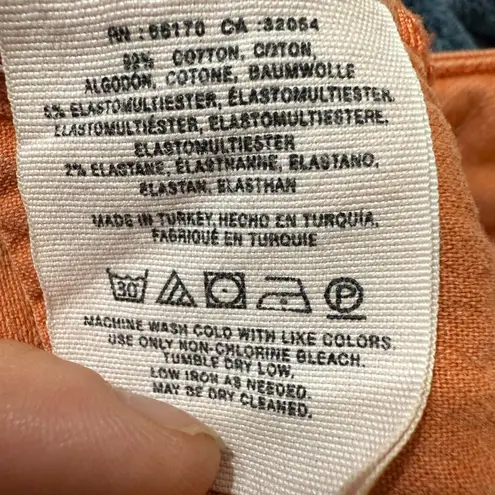 RN : 66170 CA : 32054
92% COTTON, COTON,
ALGODÓN, COTONE, BAUMWOLLE
6% ELASTOMULTIESTER, ÉLASTOMULTIESTER,
ELASTOMULTIÉSTER, ELASTOMULTIESTERE,
ELASTOMULTIESTER
2% ELASTANE, ÉLASTHANNE, ELASTANO,
ELASTAN, ELASTHAN
MADE IN TURKEY, HECHO EN TURQUÍA,
FABRIQUÉ EN TURQUIE
30° P
MACHINE WASH COLD WITH LIKE COLORS.
USE ONLY NON-CHLORINE BLEACH.
TUMBLE DRY LOW.
LOW IRON AS NEEDED.
MAY BE DRY CLEANED.